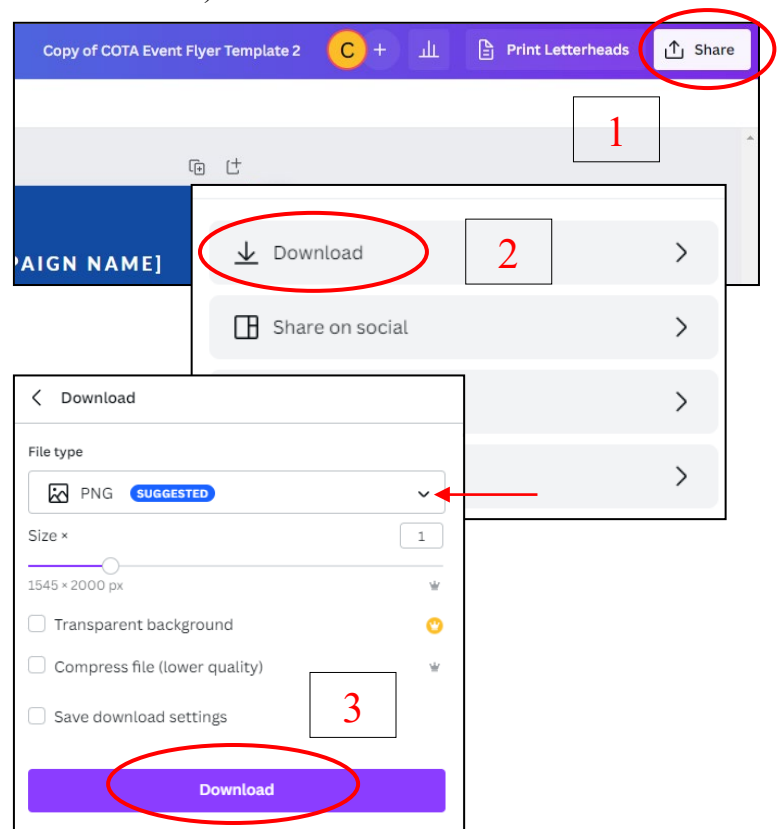 Copy of COTA Event Flyer Template 2 C + Print Letterheads Share
1
AIGN NAME]
Download 2
Share on social
Download
File type
PNG SUGGESTED
Size × 1
1545 × 2000 px
Transparent background
Compress file (lower quality)
Save download settings
3
Download